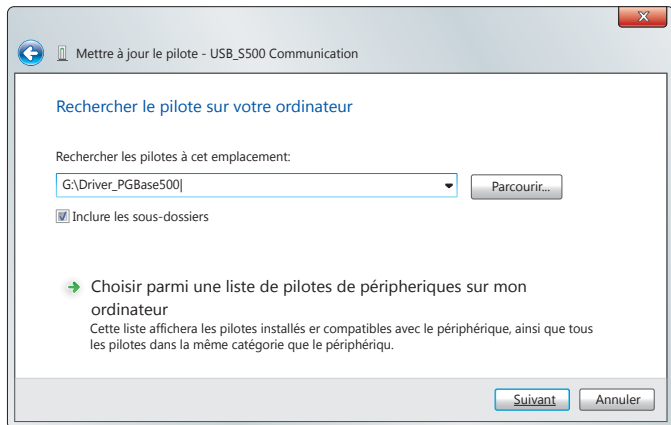 X
Mettre à jour le pilote - USB_S500 Communication
Rechercher le pilote sur votre ordinateur
Rechercher les pilotes à cet emplacement:
G:\Driver_PGBase500
Parcourir...
Inclure les sous-dossiers
Choisir parmi une liste de pilotes de péripheriques sur mon
ordinateur
Cette liste affichera les pilotes installés er compatibles avec le périphérique, ainsi que tous
les pilotes dans la même catégorie que le périphériqu.
Suivant Annuler